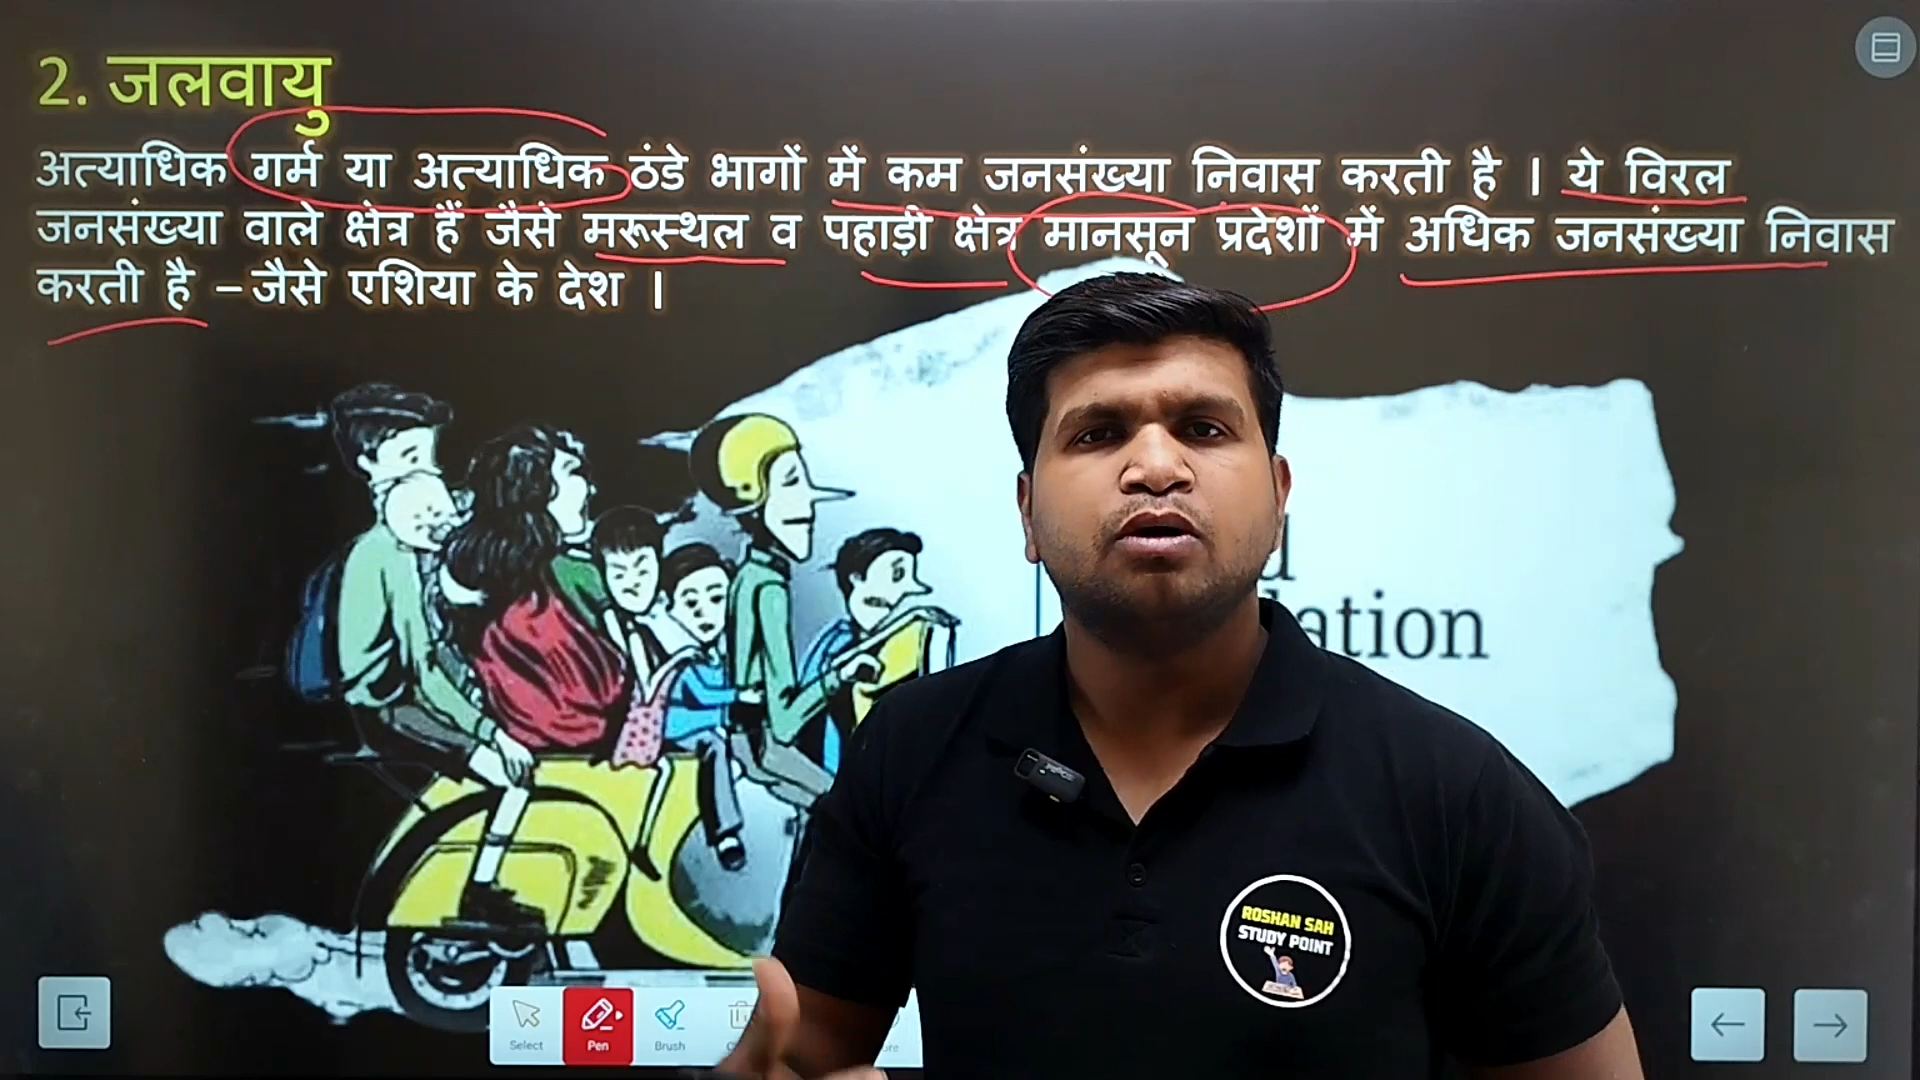 2. जलवायु
अत्याधिक गर्म या अत्याधिक ठंडे भागों में कम जनसंख्या निवास करती है । ये विरल
जनसंख्या वाले क्षेत्र हैं जैसे मरूस्थल व पहाड़ी क्षेत्र मानसून प्रदेशों में अधिक जनसंख्या निवास
करती है – जैसे एशिया के देश ।
ROSHAN SAH
STUDY POINT
Select
Pen
Brush